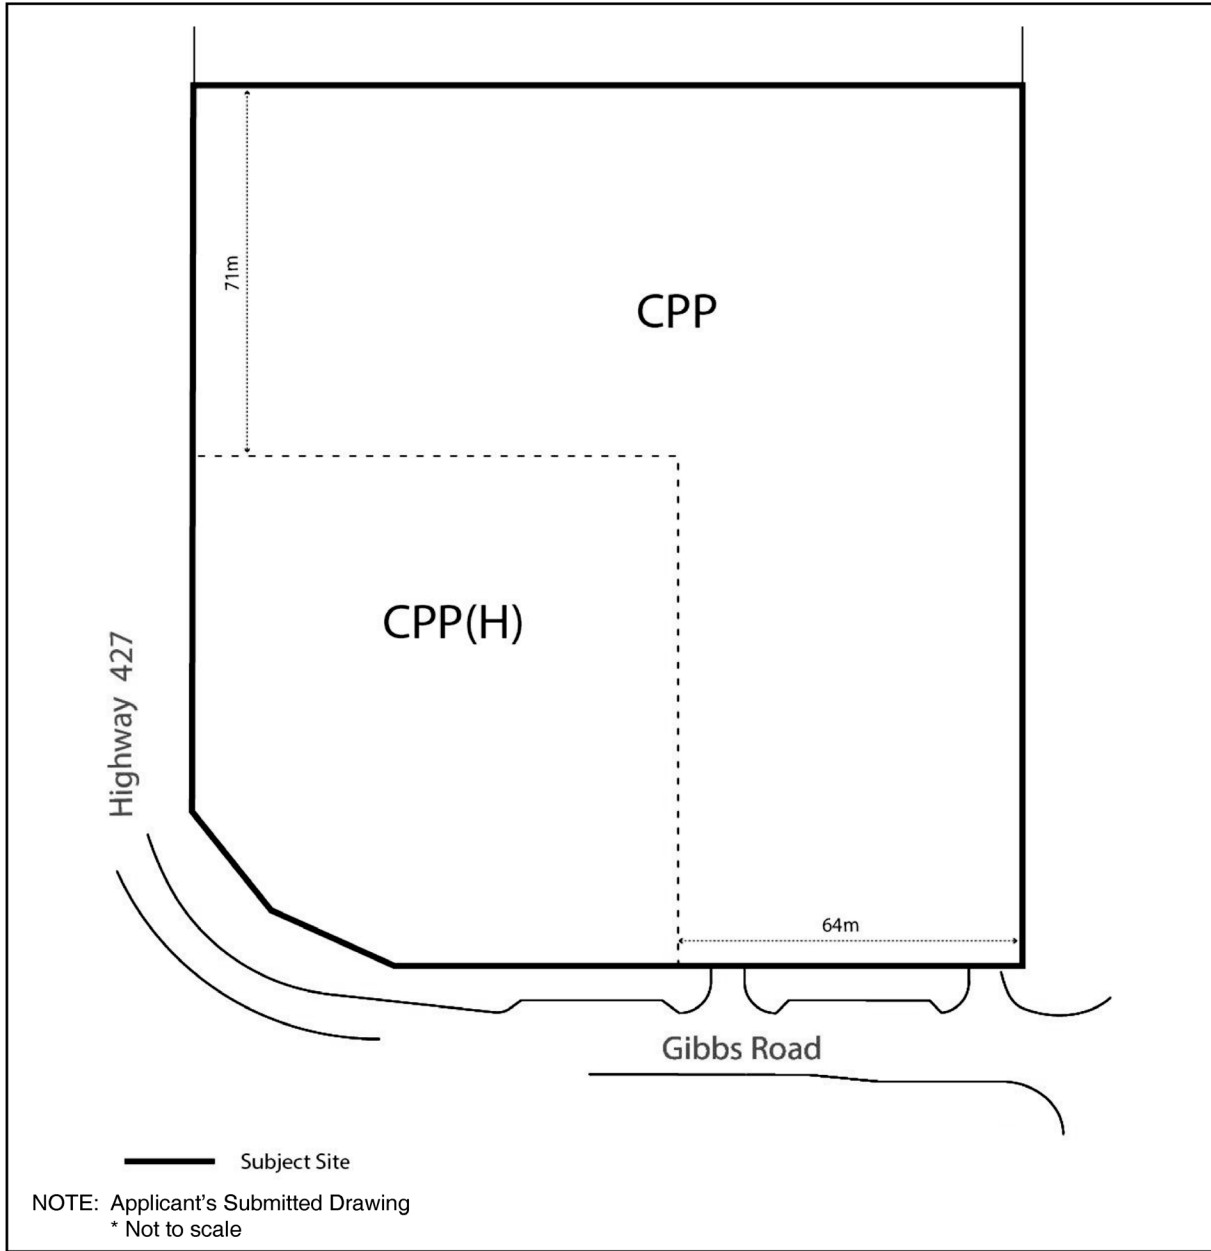 71m
CPP
CPP(H)
Highway 427
64m
Gibbs Road
Subject Site
NOTE: Applicant's Submitted Drawing
* Not to scale